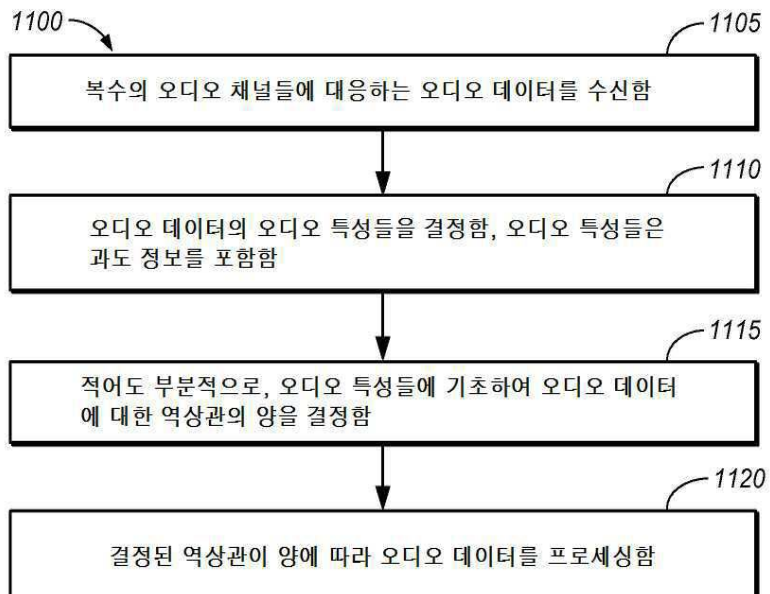 1100
1105
복수의 오디오 채널들에 대응하는 오디오 데이터를 수신함
1110
오디오 데이터의 오디오 특성들을 결정함, 오디오 특성들은
과도 정보를 포함함
1115
적어도 부분적으로, 오디오 특성들에 기초하여 오디오 데이터
에 대한 역상관의 양을 결정함
1120
결정된 역상관이 양에 따라 오디오 데이터를 프로세싱함